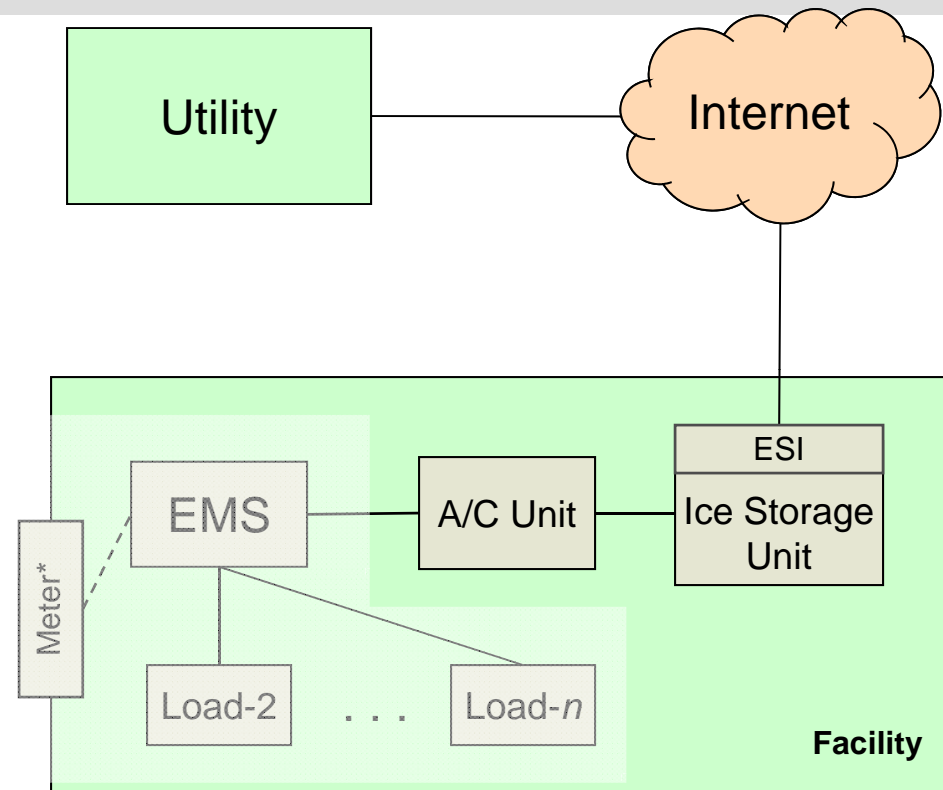 Utility
Internet
ESI
Ice Storage
Unit
A/C Unit
EMS
Meter*
Load-2
. . .
Load-n
Facility